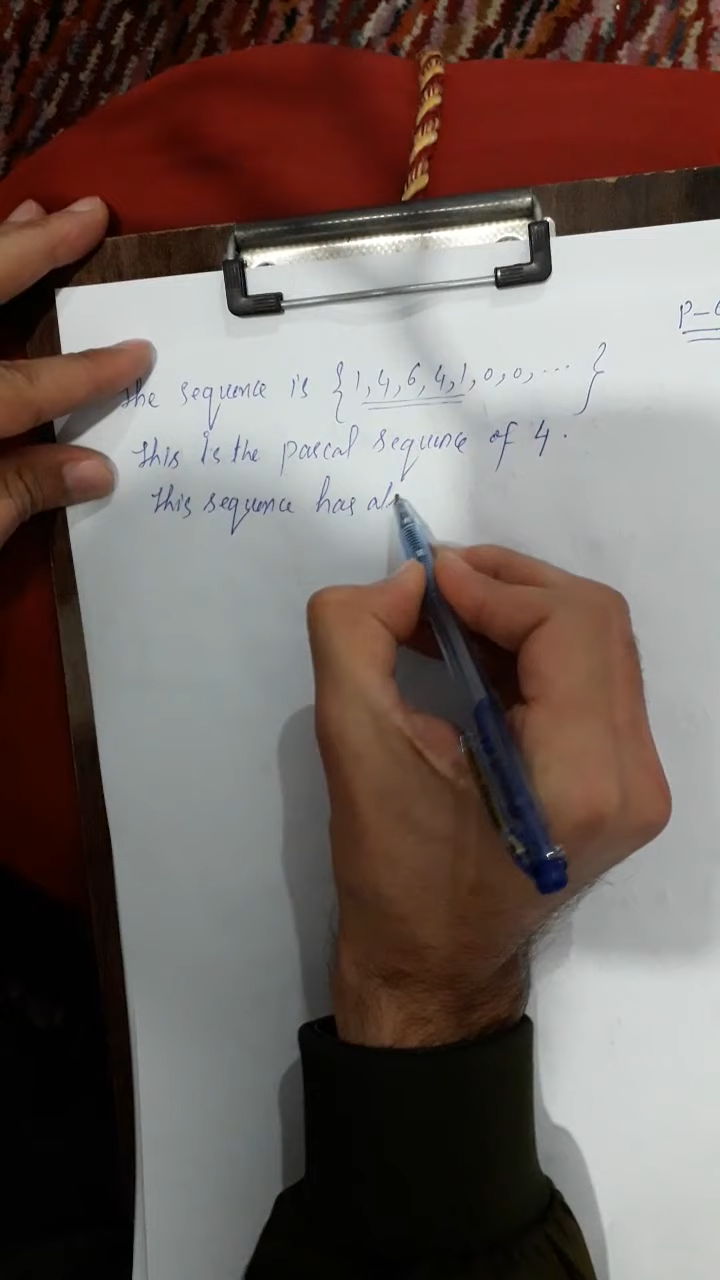 P-
the sequence is {1,4,6,4,1,0,0,... }
this is the pascal sequence of 4.
this sequence has al